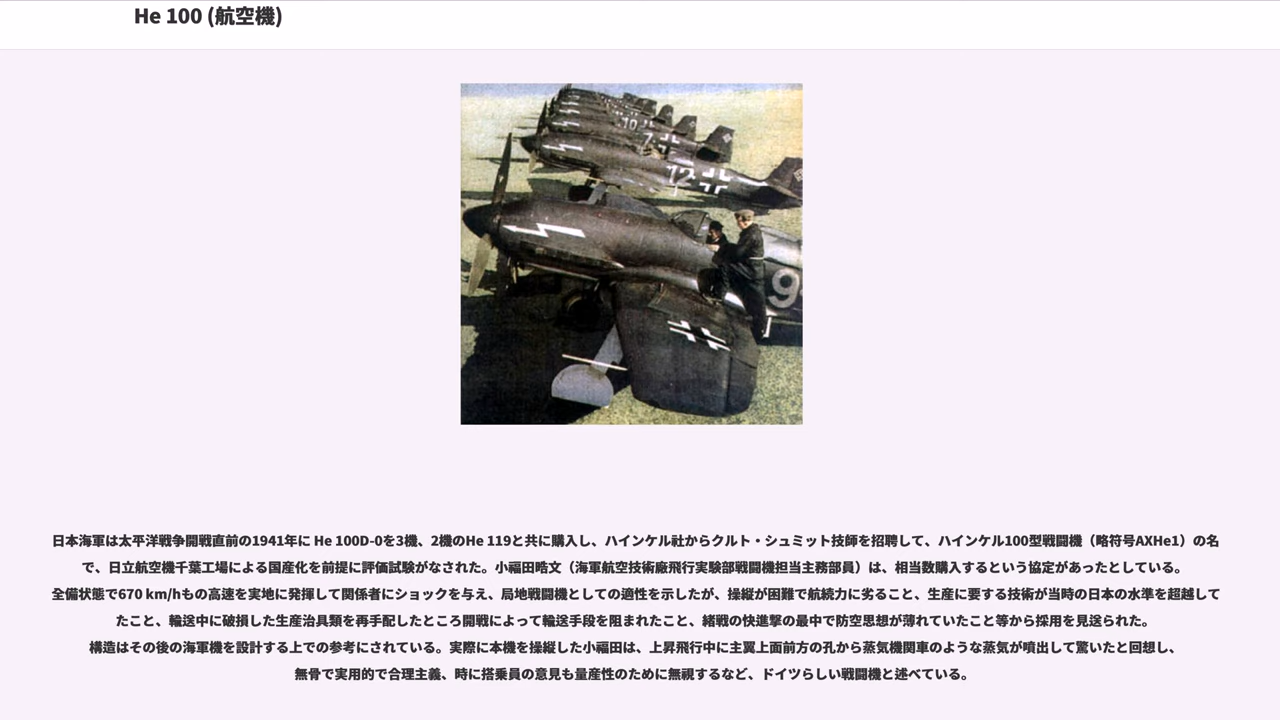 He 100 (航空機)
10
7
12
9
日本海軍は太平洋戦争開戦直前の1941年に He 100D-0を3機、2機のHe 119と共に購入し、ハインケル社からクルト・シュミット技師を招聘して、ハインケル100型戦闘機（略符号AXHe1）の名
で、日立航空機千葉工場による国産化を前提に評価試験がなされた。小福田晧文（海軍航空技術廠飛行実験部戦闘機担当主務部員）は、相当数購入するという協定があったとしている。
全備状態で670 km/hもの高速を実地に発揮して関係者にショックを与え、局地戦闘機としての適性を示したが、操縦が困難で航続力に劣ること、生産に要する技術が当時の日本の水準を超越して
いたこと、輸送中に破損した生産治具類を再手配したところ開戦によって輸送手段を阻まれたこと、緒戦の快進撃の最中で防空思想が薄れていたこと等から採用を見送られた。
構造はその後の海軍機を設計する上での参考にされている。実際に本機を操縦した小福田は、上昇飛行中に主翼上面前方の孔から蒸気機関車のような蒸気が噴出して驚いたと回想し、
無骨で実用的で合理主義、時に搭乗員の意見も量産性のために無視するなど、ドイツらしい戦闘機と述べている。